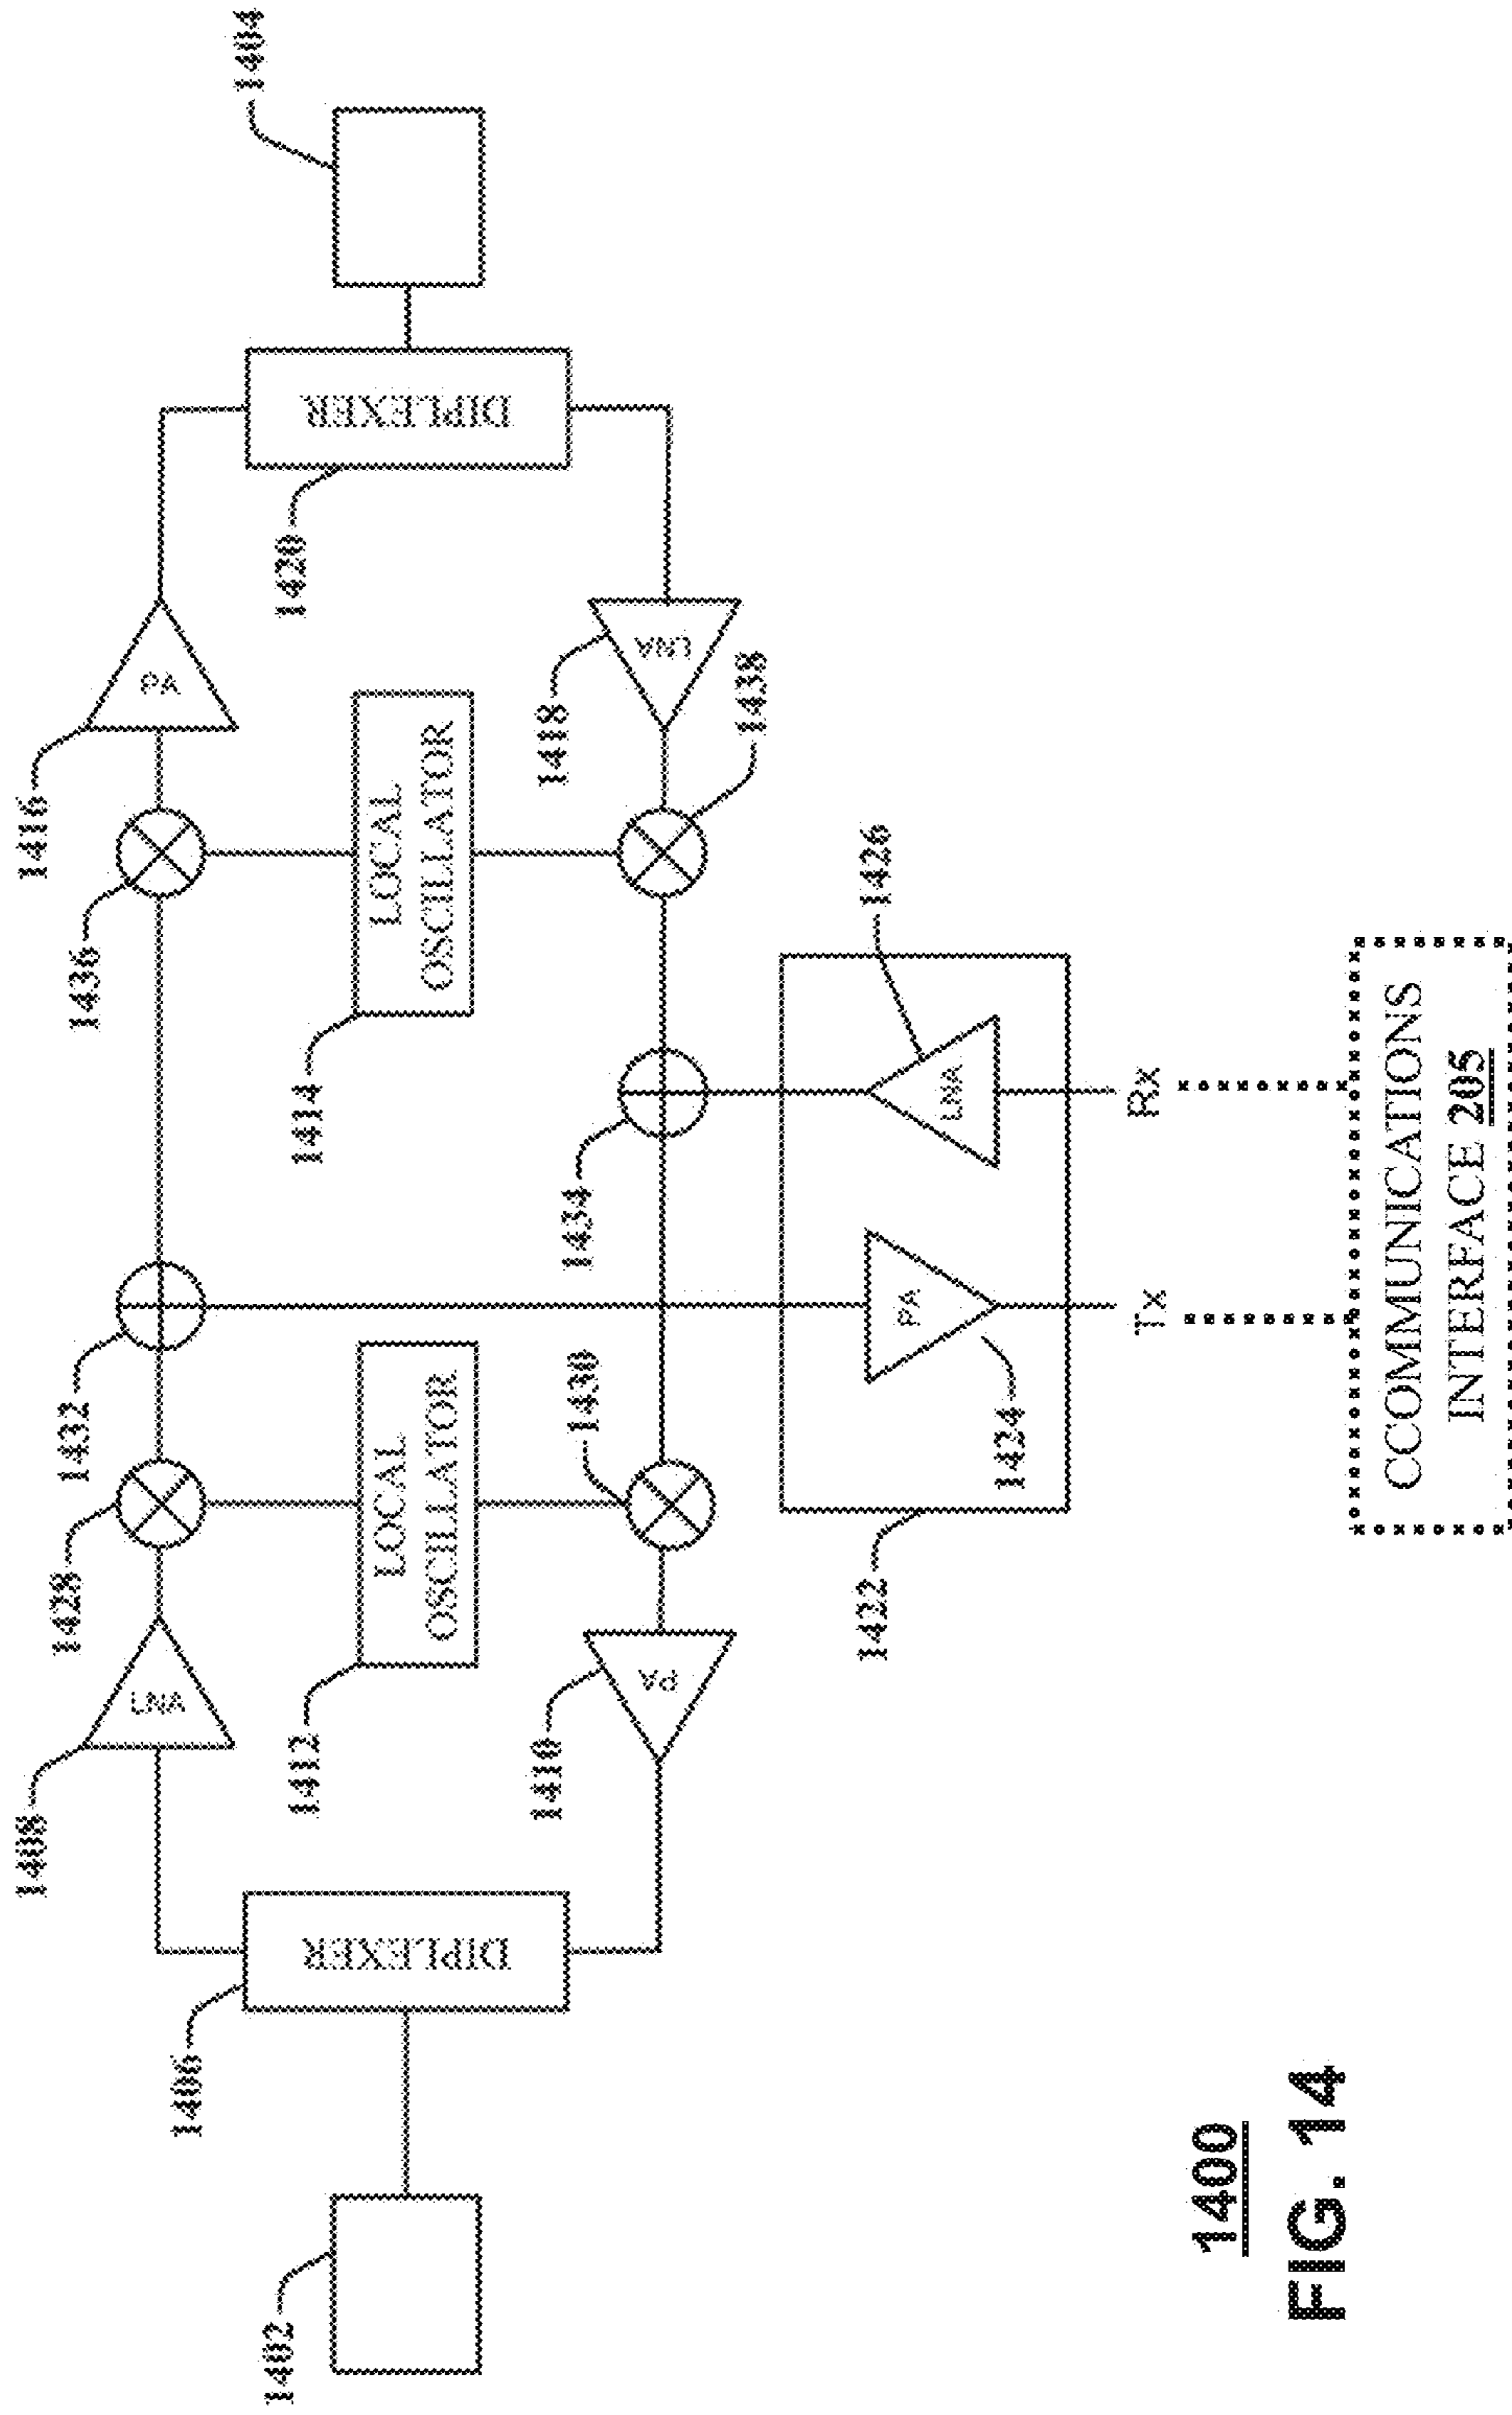 1408
1416
1428
1432
1436
LNA
PA
1406
1404
1402
1420
1412
1414
DIPLEXER
LOCAL
OSCILLATOR
LOCAL
OSCILLATOR
DIPLEXER
1410
1430
1434
1418
PA
LNA
1438
1422
1426
PA
LNA
1424
Tx
Rx
CCOMMUNICATIONS
INTERFACE 205
1400
FIG. 14